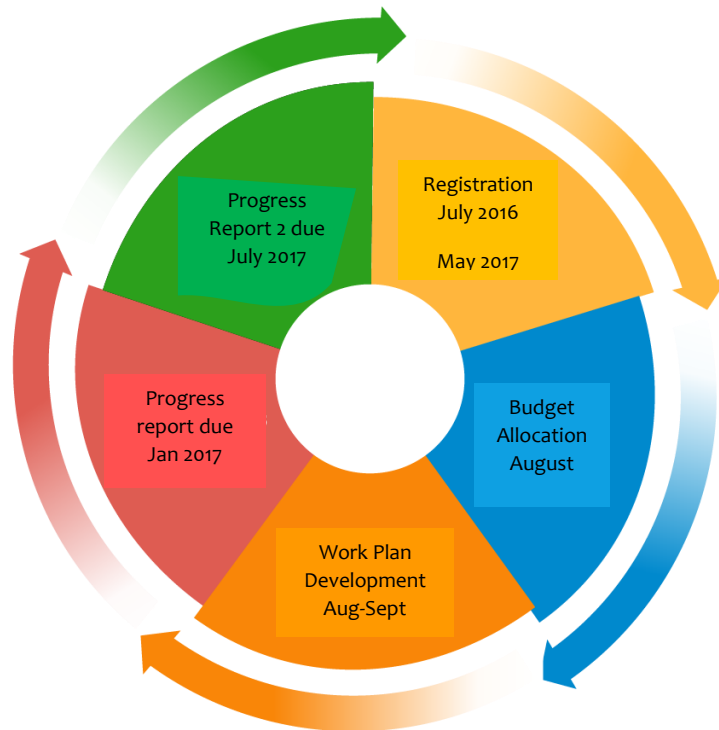 Registration
July 2016
May 2017
Budget
Allocation
August
Work Plan
Development
Aug-Sept
Progress
report due
Jan 2017
Progress
Report 2 due
July 2017